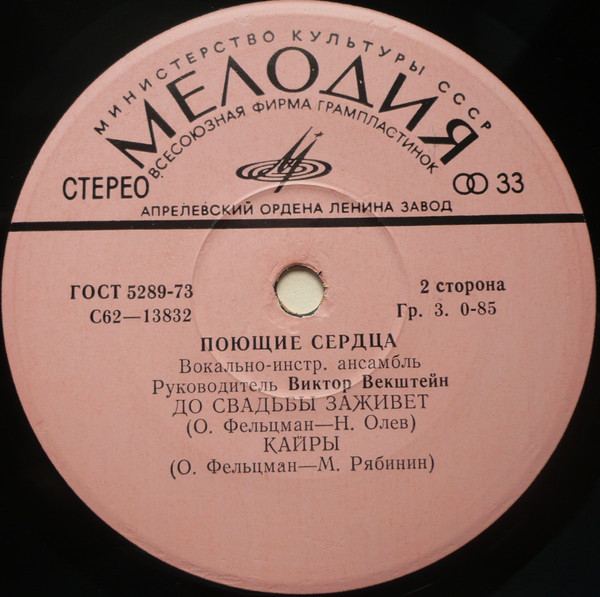 МИНИСТЕРСТВО КУЛЬТУРЫ СССР
МЕЛОДИЯ
ВСЕСОЮЗНАЯ ФИРМА ГРАМПЛАСТИНОК
СТЕРЕО
33
АПРЕЛЕВСКИЙ ОРДЕНА ЛЕНИНА ЗАВОД
ГОСТ 5289-73
2 сторона
С62—13832
Гр. 3. 0-85
ПОЮЩИЕ СЕРДЦА
Вокально-инстр. ансамбль
Руководитель Виктор Векштейн
ДО СВАДЬБЫ ЗАЖИВЕТ
(О. Фельцман—Н. Олев)
КАЙРЫ
(О. Фельцман—М. Рябинин)